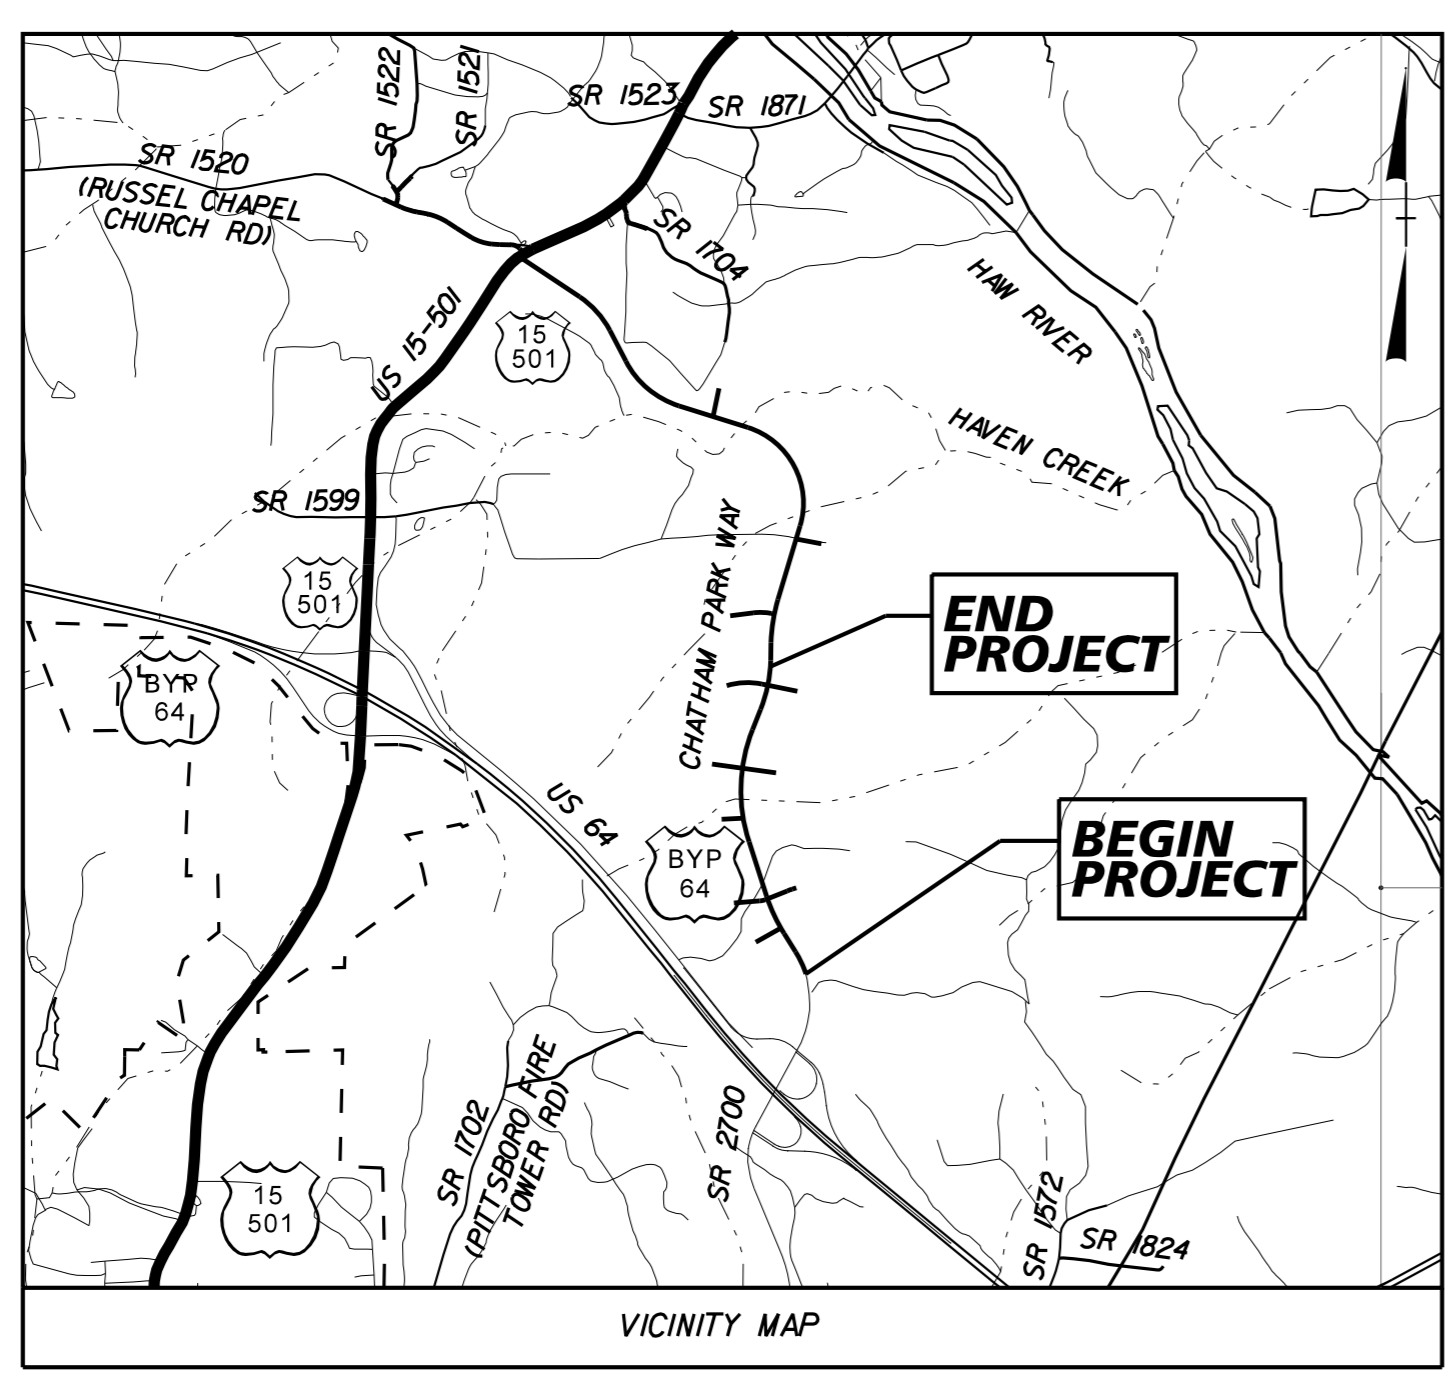 SR 1522
SR 1521
SR 1523
SR 1871
SR 1520
(RUSSEL CHAPEL
CHURCH RD)
SR 1704
HAW RIVER
US 15-501
15
501
HAVEN CREEK
SR 1599
CHATHAM PARK WAY
15
501
END
PROJECT
BYP
64
US 64
BEGIN
PROJECT
BYP
64
SR 1702
(PITTSBORO FIRE
TOWER RD)
SR 2700
15
501
SR 1572
SR 1824
VICINITY MAP